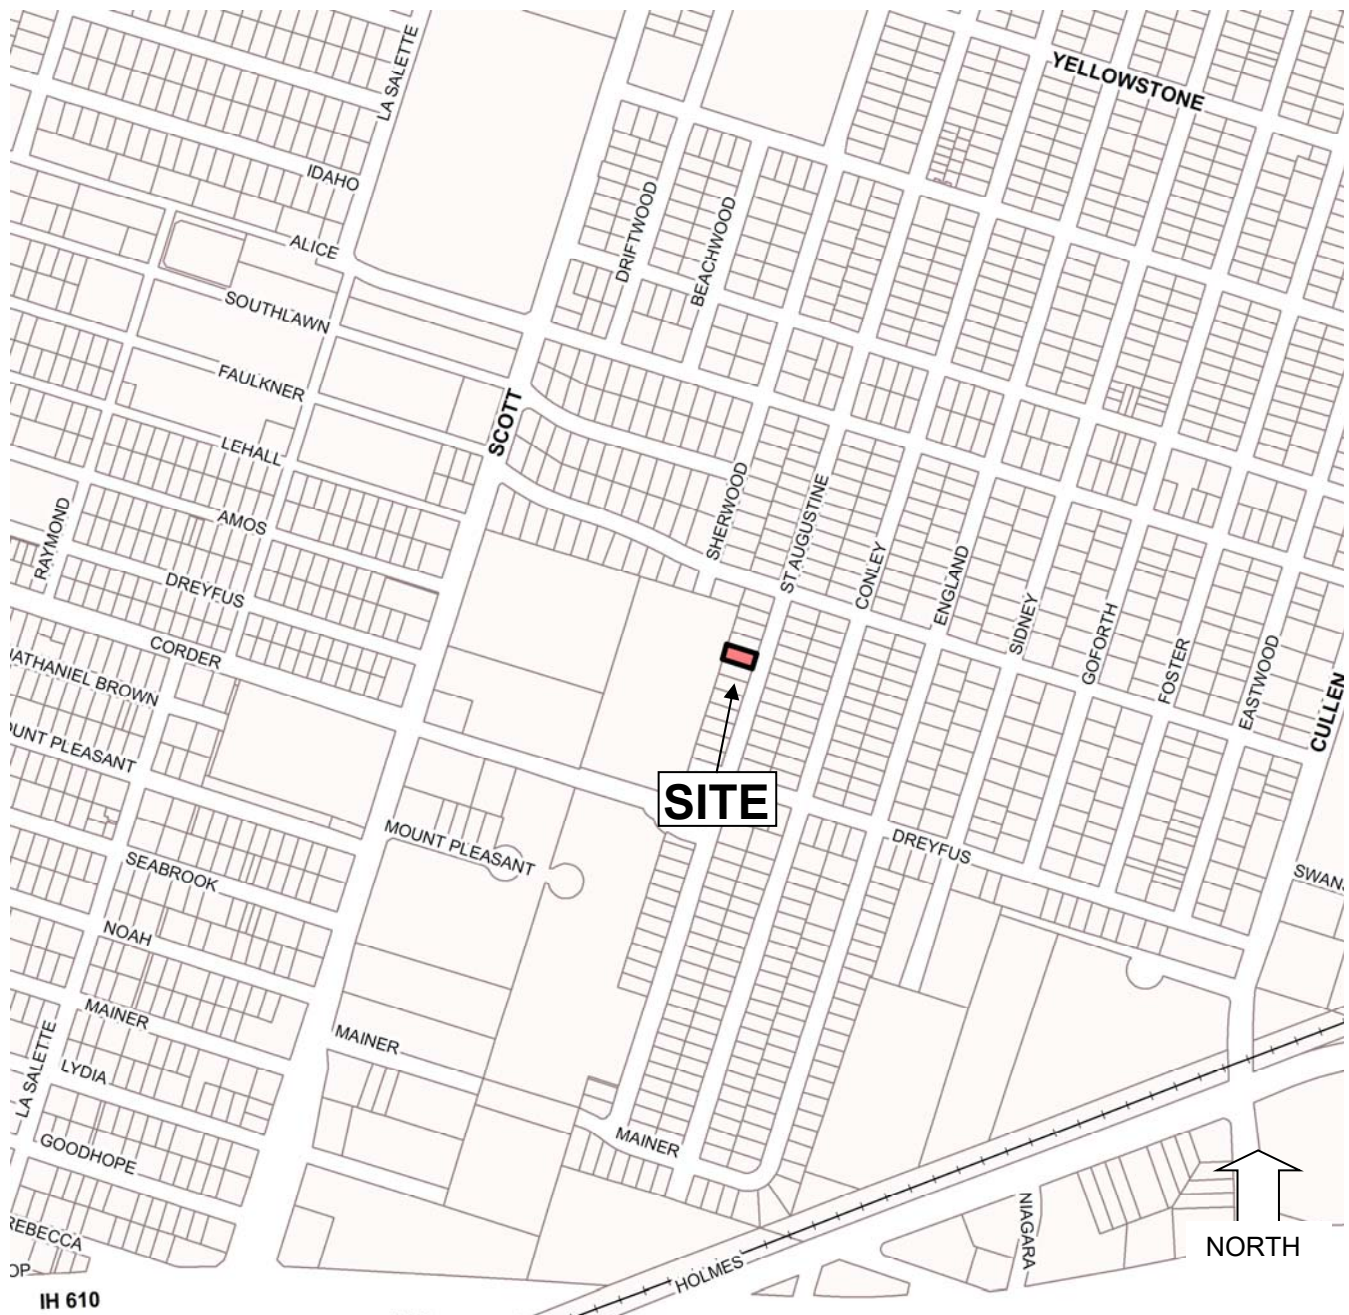 YELLOWSTONE
LA SALETTE
IDAHO
DRIFTWOOD
BEACHWOOD
ALICE
SOUTHLAWN
FAULKNER
SCOTT
LEHALL
SHERWOOD
ST AUGUSTINE
RAYMOND
AMOS
CONLEY
ENGLAND
DREYFUS
SIDNEY
GOFORTH
CORDER
FOSTER
EASTWOOD
NATHANIEL BROWN
CULLEN
OUNT PLEASANT
SITE
MOUNT PLEASANT
DREYFUS
SEABROOK
SWAN
NOAH
MAINER
MAINER
LA SALETTE
LYDIA
MAINER
GOODHOPE
NIAGARA
REBECCA
NORTH
HOLMES
OP
IH 610